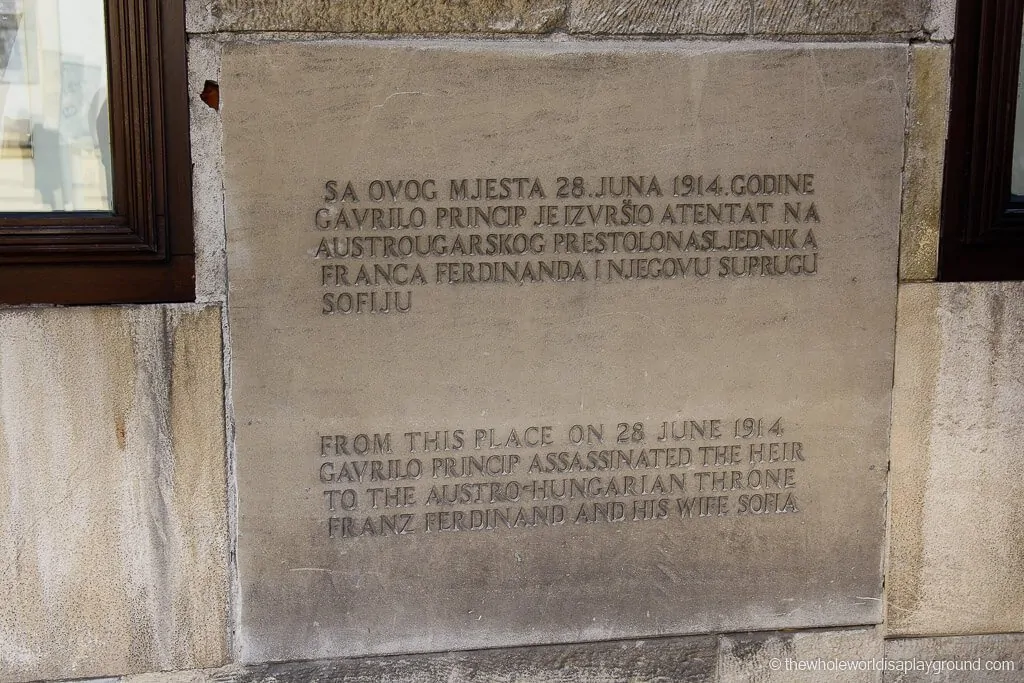 SA OVOG MJESTA 28. JUNA 1914. GODINE
GAVRILO PRINCIP JE IZVRŠIO ATENTAT NA
AUSTROUGARSKOG PRESTOLONASLJEDNIKA
FRANCA FERDINANDA I NJEGOVU SUPRUGU
SOFIJU
FROM THIS PLACE ON 28 JUNE 1914
GAVRILO PRINCIP ASSASSINATED THE HEIR
TO THE AUSTRO-HUNGARIAN THRONE
FRANZ FERDINAND AND HIS WIFE SOFIA
© thewholeworldisaplayground.com